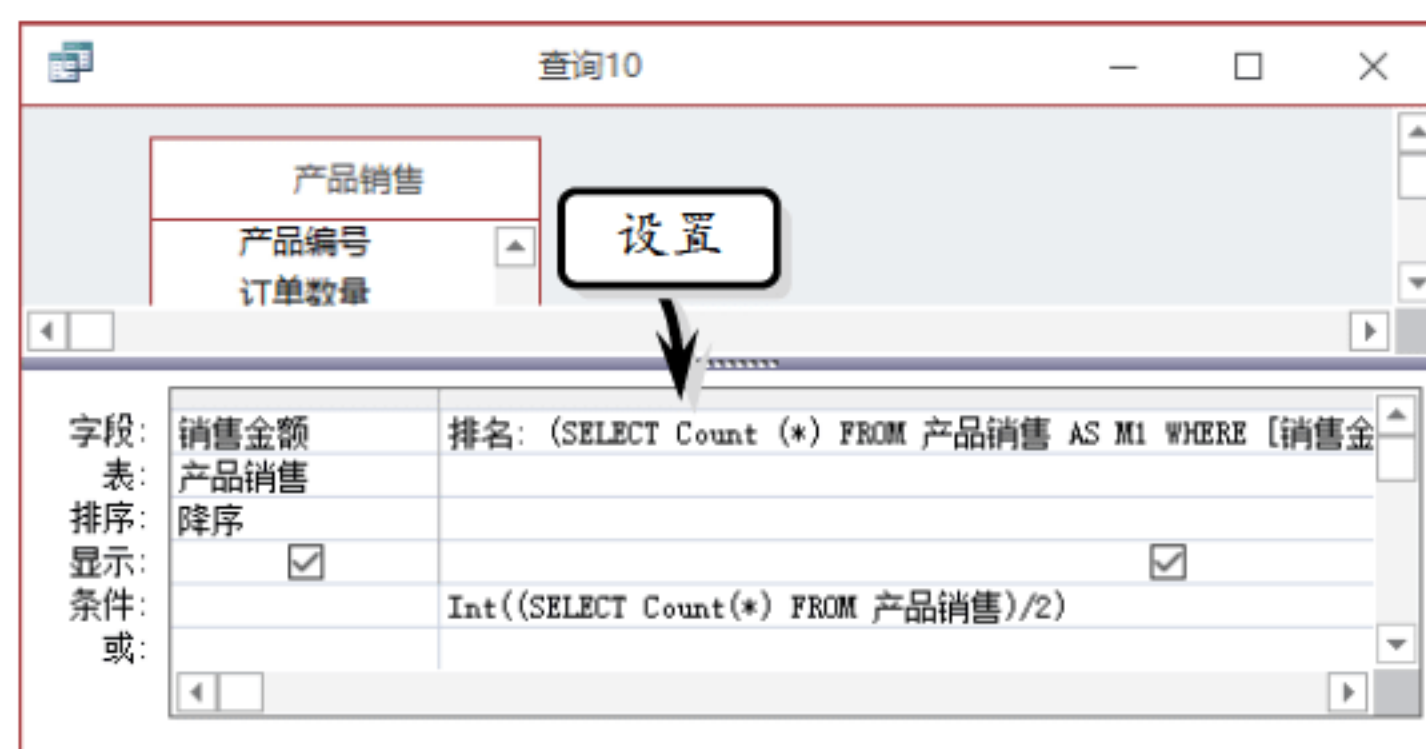 查询10
产品销售
产品编号
订单数量
设置
字段: 销售金额 排名: (SELECT Count (*) FROM 产品销售 AS M1 WHERE [销售金
表: 产品销售
排序: 降序
显示:
条件: Int((SELECT Count(*) FROM 产品销售)/2)
或: